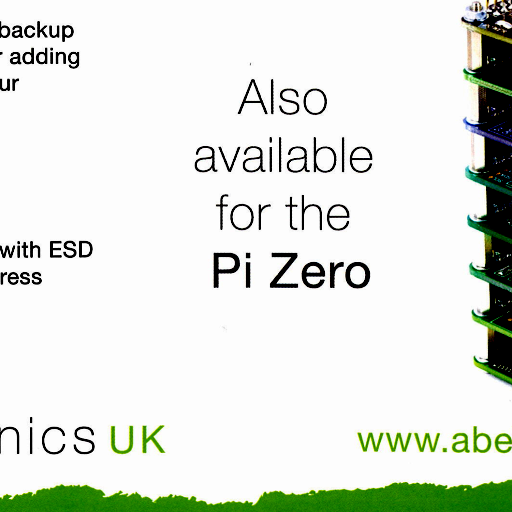 backup
adding
ur
Also
available
for the
Pi Zero
with ESD
ress
nics UK
www.abe